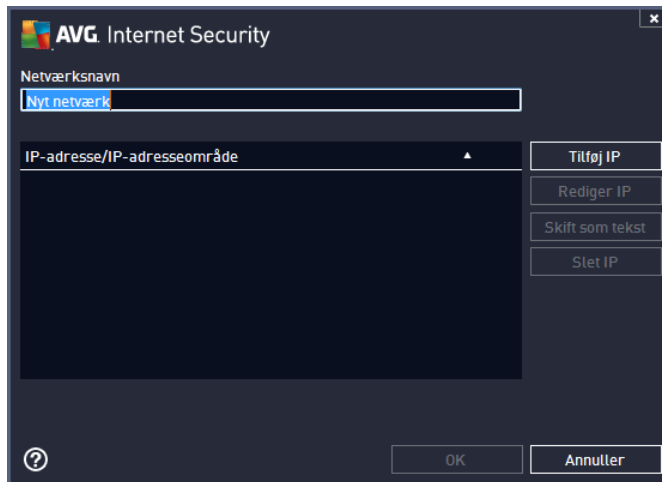 AVG. Internet Security
Netværksnavn
Nyt netværk
IP-adresse/IP-adresseområde
Tilføj IP
Rediger IP
Skift som tekst
Slet IP
OK
Annuller